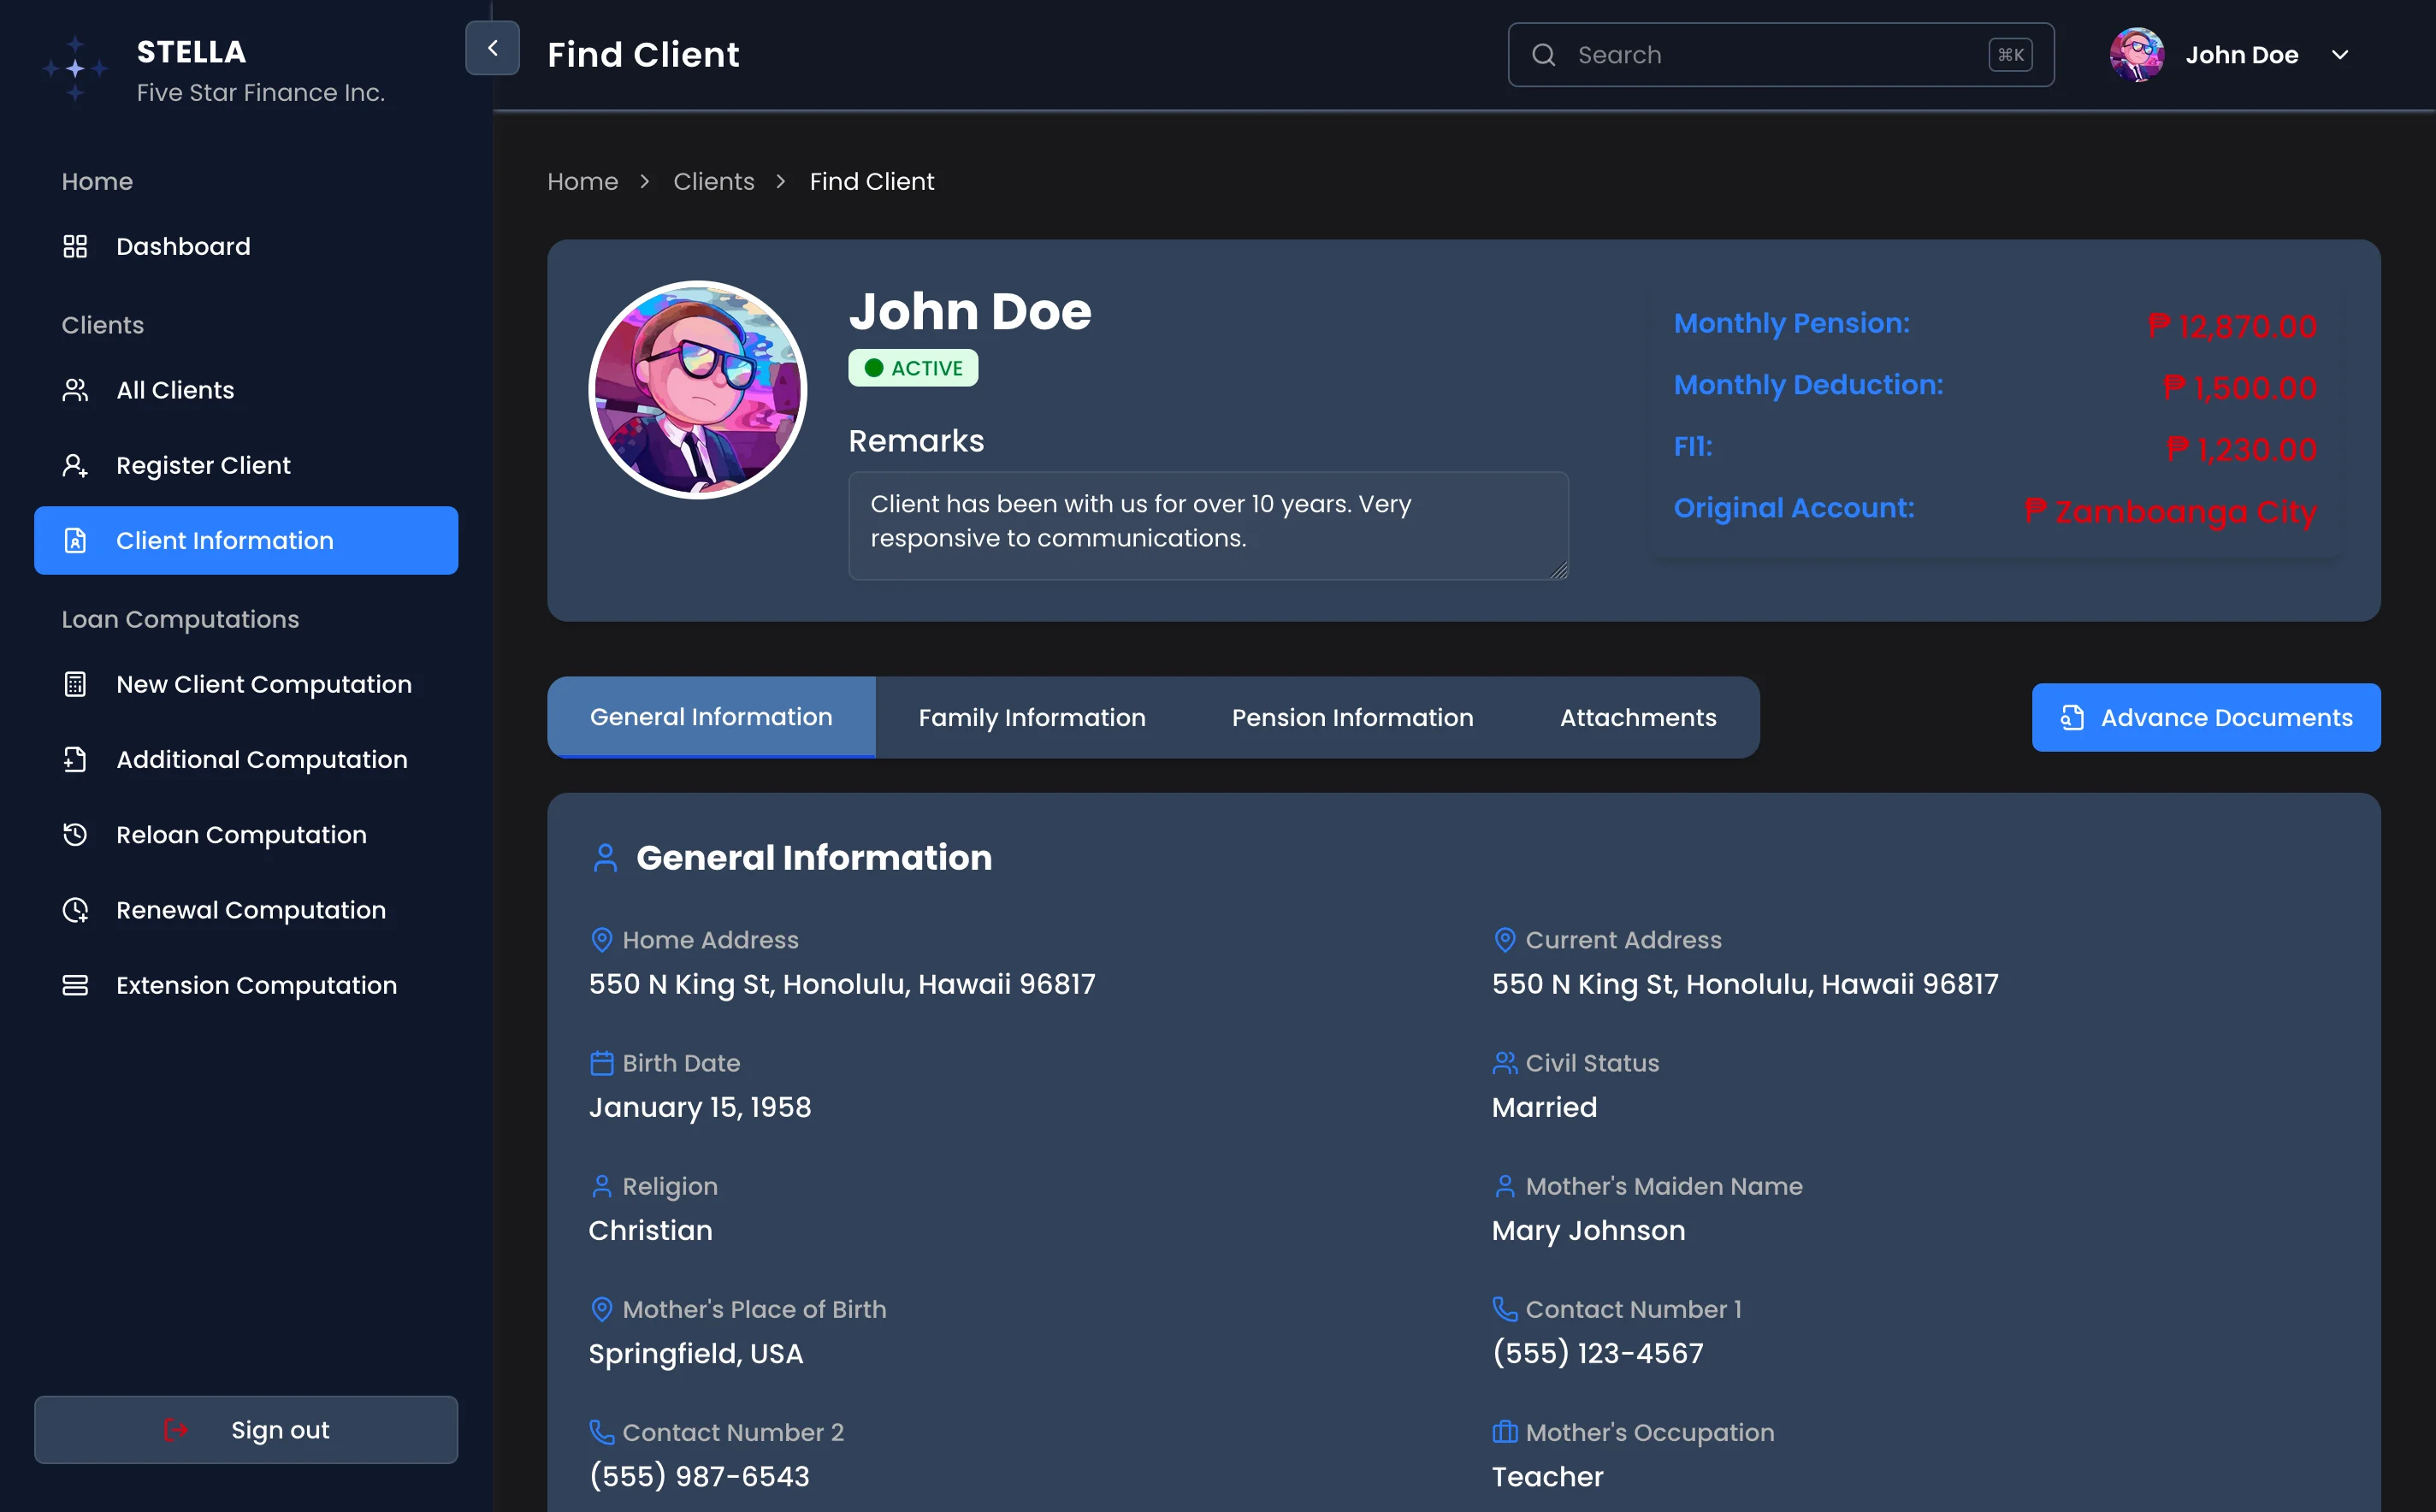 STELLA
Five Star Finance Inc.
Home
Dashboard
Clients
All Clients
Register Client
Client Information
Loan Computations
New Client Computation
Additional Computation
Reloan Computation
Renewal Computation
Extension Computation
Sign out
Find Client
Search
⌘K
John Doe
Home > Clients > Find Client
John Doe
ACTIVE
Remarks
Client has been with us for over 10 years. Very
responsive to communications.
Monthly Pension: ₱ 12,870.00
Monthly Deduction: ₱ 1,500.00
FI1: ₱ 1,230.00
Original Account: ₱ Zamboanga City
General Information
Family Information
Pension Information
Attachments
Advance Documents
General Information
Home Address
550 N King St, Honolulu, Hawaii 96817
Current Address
550 N King St, Honolulu, Hawaii 96817
Birth Date
January 15, 1958
Civil Status
Married
Religion
Christian
Mother's Maiden Name
Mary Johnson
Mother's Place of Birth
Springfield, USA
Contact Number 1
(555) 123-4567
Contact Number 2
(555) 987-6543
Mother's Occupation
Teacher